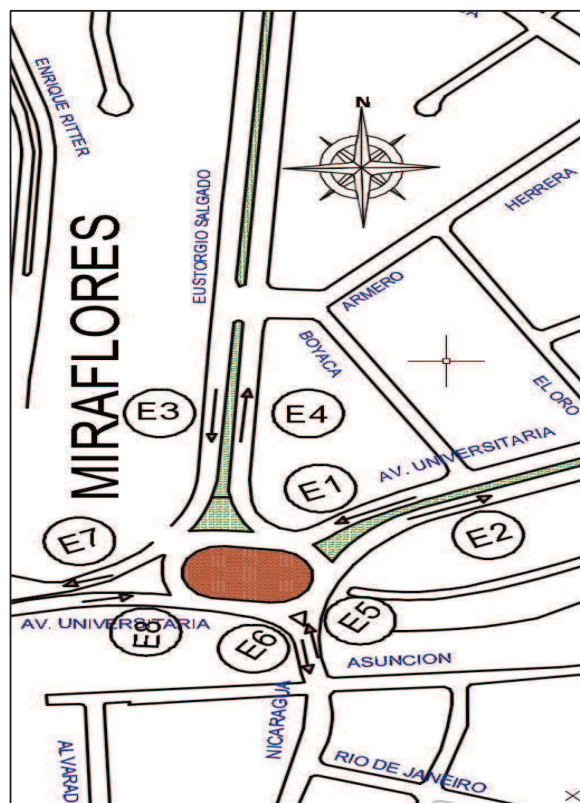 N
ENRIQUE RITTER
HERRERA
EUSTORGIO SALGADO
MIRAFLORES
ARMERO
BOYACA
EL ORO
E3
E4
AV. UNIVERSITARIA
E1
E2
E7
AV. UNIVERSITARIA
E8
E6
E5
ASUNCION
NICARAGUA
ALVARAD
RIO DE JANEIRO
X